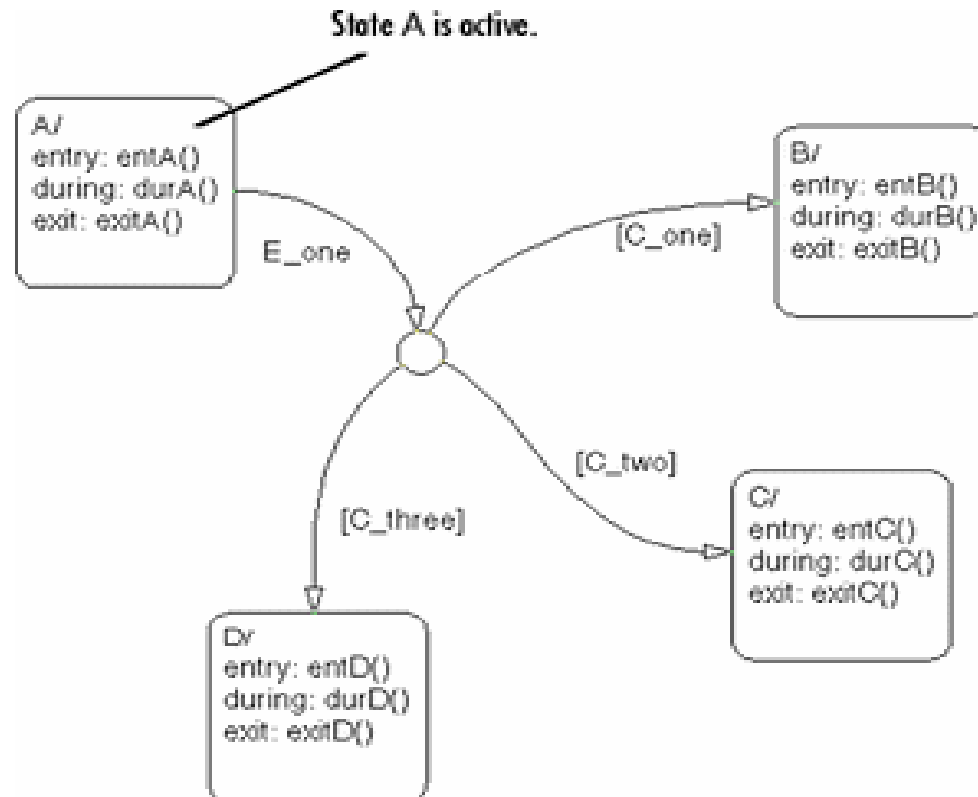 State A is active.
A/
entry: entA()
during: durA()
exit: exitA()
E_one
B/
entry: entB()
during: durB()
exit: exitB()
[C_one]
[C_two]
[C_three]
C/
entry: entC()
during: durC()
exit: exitC()
D/
entry: entD()
during: durD()
exit: exitD()